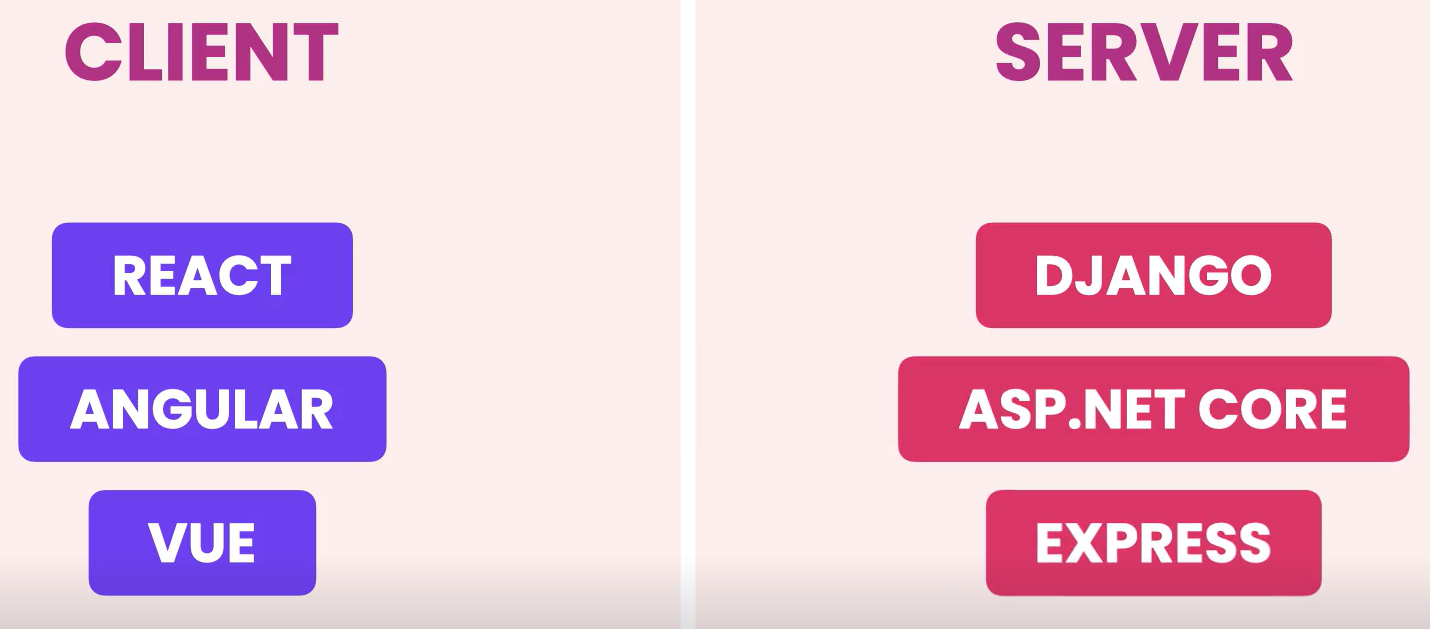 CLIENT
REACT
ANGULAR
VUE
SERVER
DJANGO
ASP.NET CORE
EXPRESS